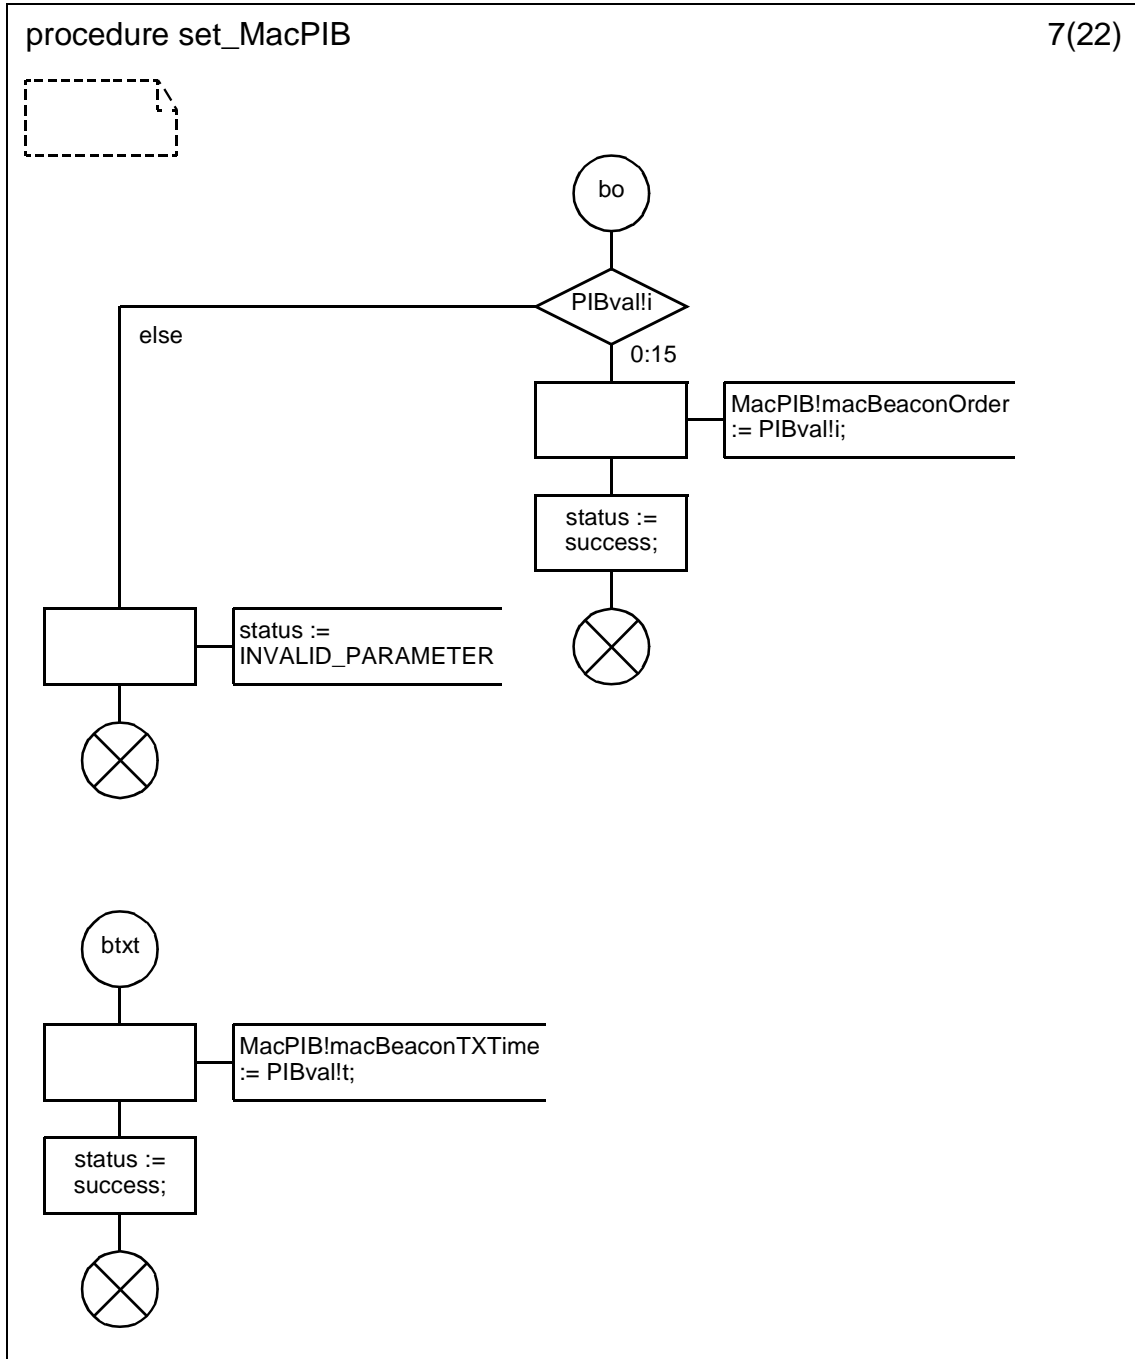 procedure set_MacPIB
7(22)
bo
PIBval!i
else
0:15
MacPIB!macBeaconOrder
:= PIBval!i;
status :=
success;
status :=
INVALID_PARAMETER
btxt
MacPIB!macBeaconTXTime
:= PIBval!t;
status :=
success;